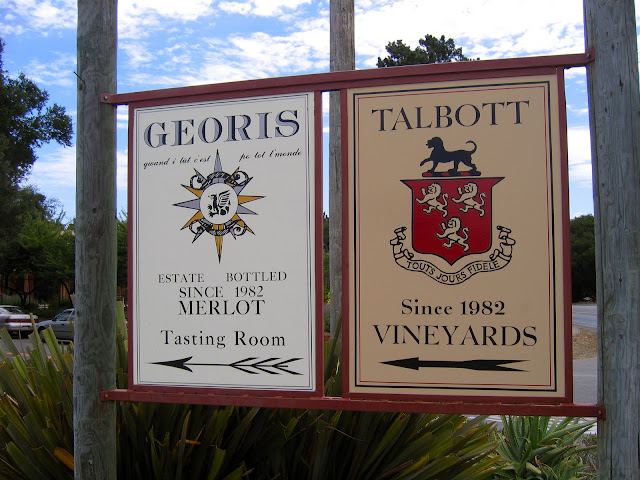 GEORIS
quand i tut c'est po tot l'monde
ESTATE BOTTLED
SINCE 1982
MERLOT
Tasting Room
TALBOTT
TOUTS JOURS FIDELE
Since 1982
VINEYARDS